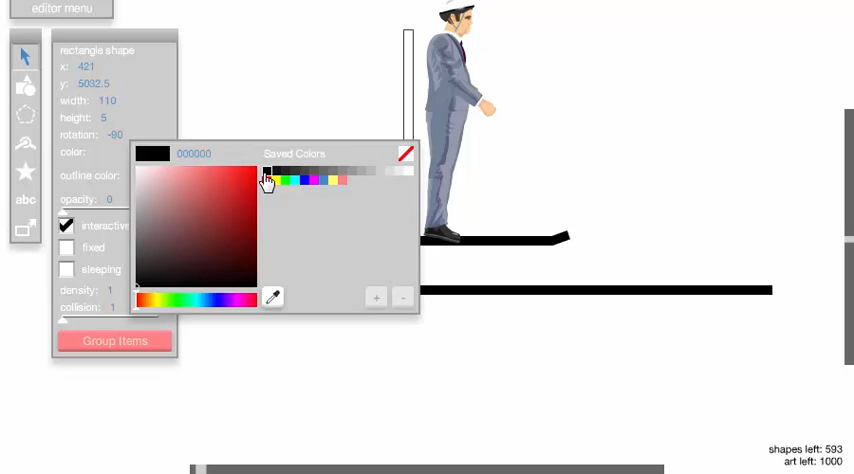 editor menu
rectangle shape
x: 421
y: 5032.5
width: 110
height: 5
rotation: -90
color:
outline color:
opacity: 0
interactive
fixed
sleeping
density: 1
collision: 1
Group Items
abc
000000
Saved Colors
+ -
shapes left: 593
art left: 1000